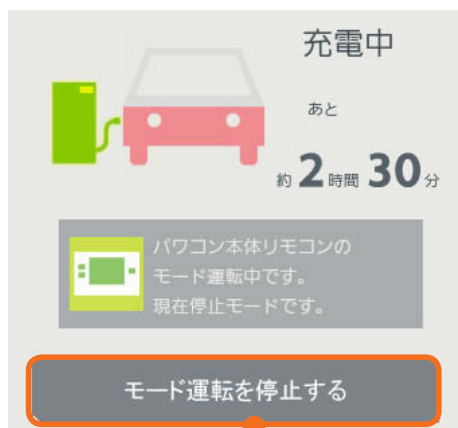 充電中
あと
約2時間30分
パワコン本体リモコンの
モード運転中です。
現在停止モードです。
モード運転を停止する